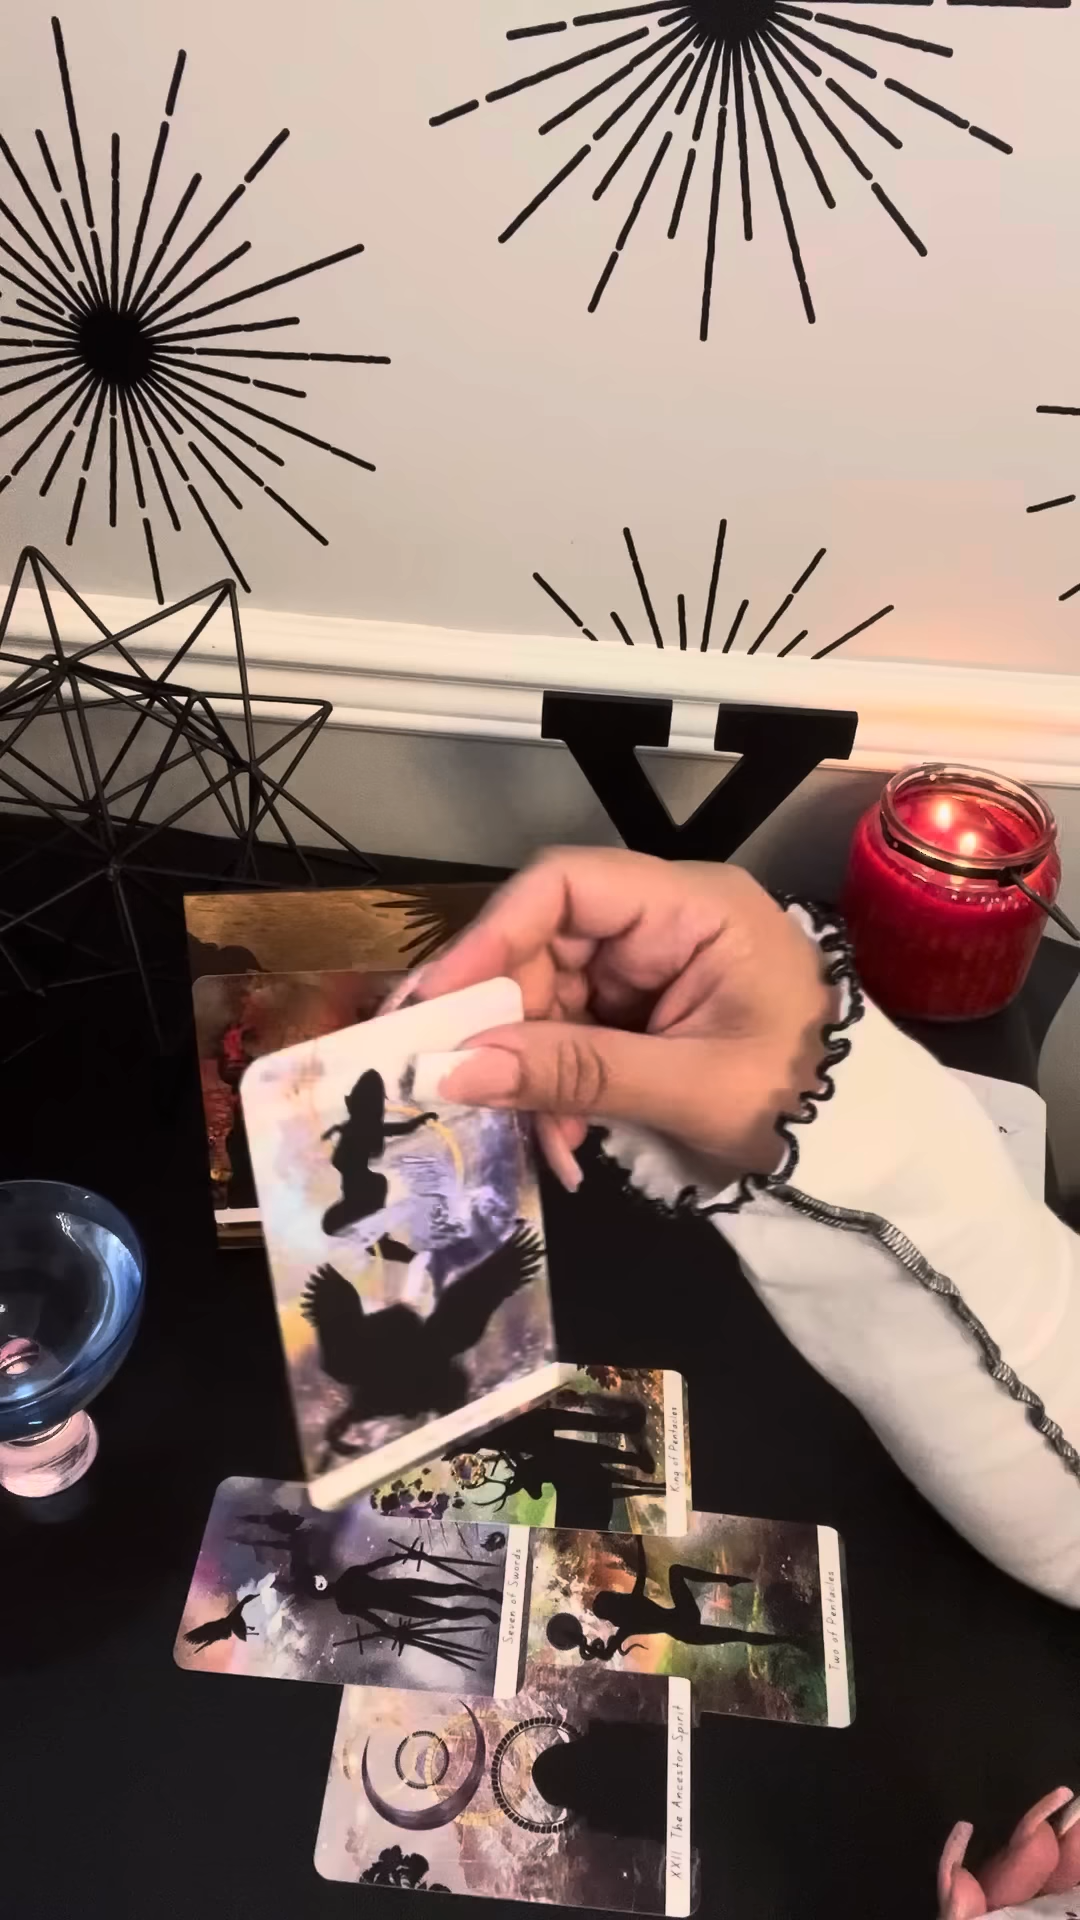 V
King of Pentacles
Seven of Swords
Two of Pentacles
XXII The Ancestor Spirit